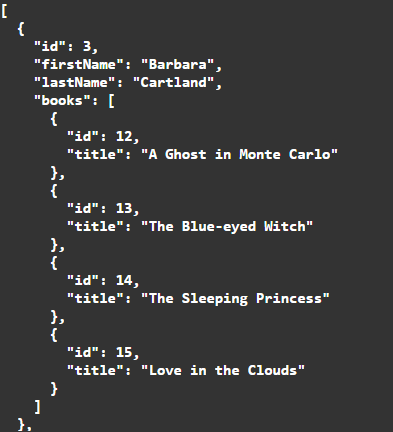 [
  {
    "id": 3,
    "firstName": "Barbara",
    "lastName": "Cartland",
    "books": [
      {
        "id": 12,
        "title": "A Ghost in Monte Carlo"
      },
      {
        "id": 13,
        "title": "The Blue-eyed Witch"
      },
      {
        "id": 14,
        "title": "The Sleeping Princess"
      },
      {
        "id": 15,
        "title": "Love in the Clouds"
      }
    ]
  },